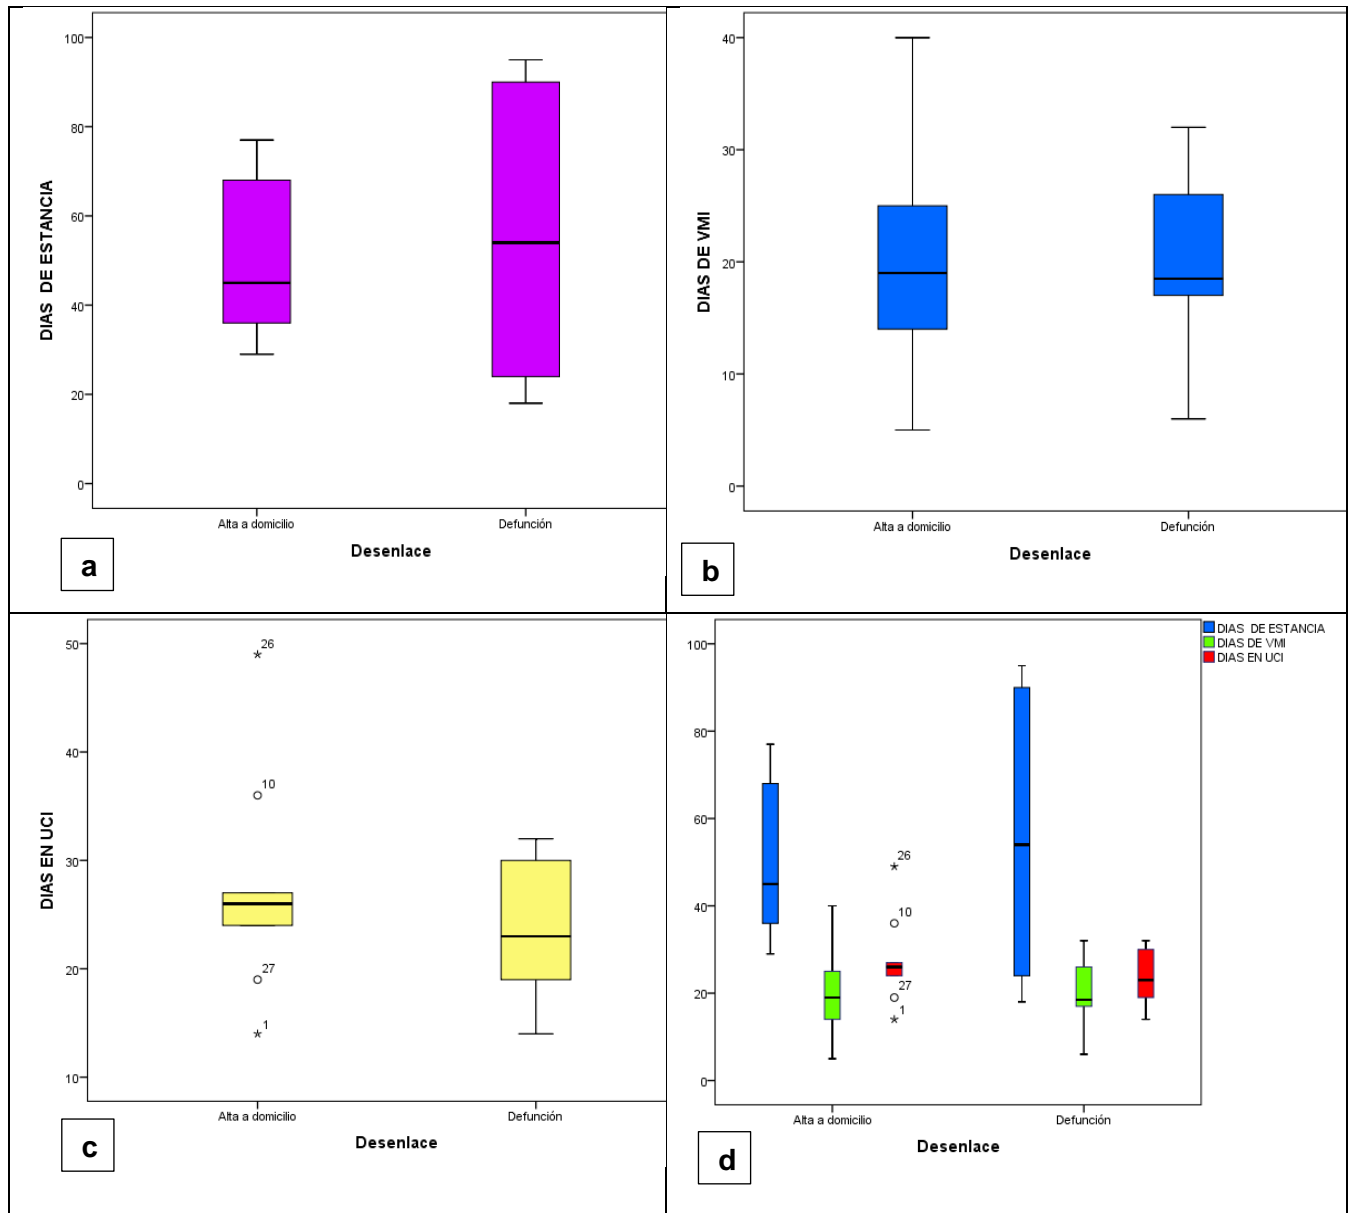 100
80
60
40
20
0
DIAS DE ESTANCIA
Alta a domicilio
Defunción
Desenlace
a
40
30
20
10
0
DIAS DE VMI
Alta a domicilio
Defunción
Desenlace
b
50
40
30
20
10
DIAS EN UCI
26
10
27
1
Alta a domicilio
Defunción
Desenlace
c
100
80
60
40
20
0
26
10
27
1
DIAS DE ESTANCIA
DIAS DE VMI
DIAS EN UCI
Alta a domicilio
Defunción
Desenlace
d